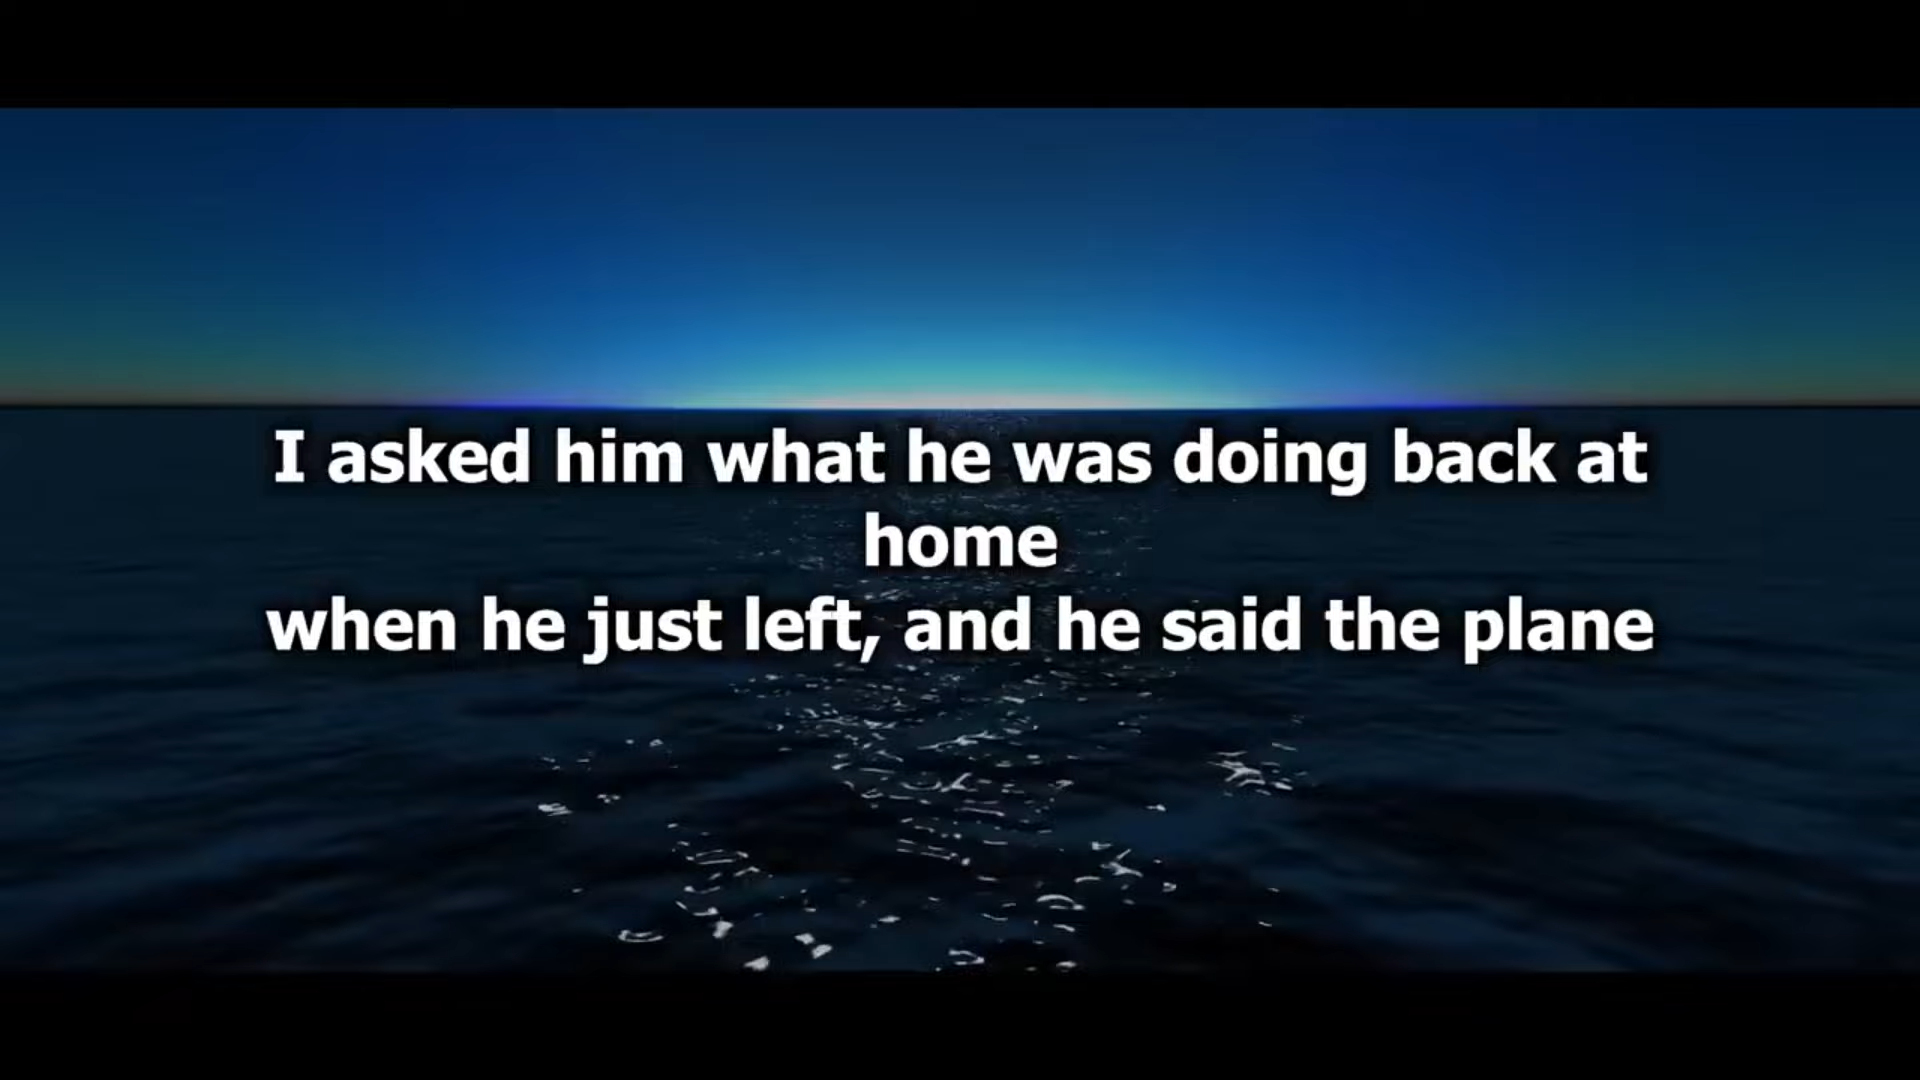 I asked him what he was doing back at
home
when he just left, and he said the plane